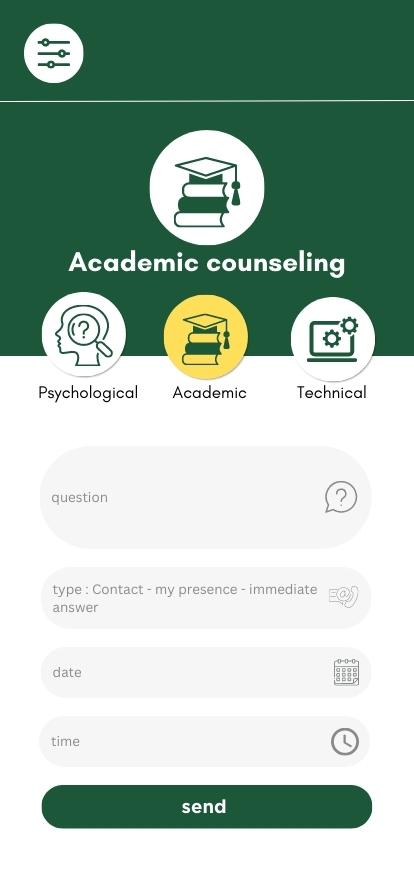 Academic counseling
Psychological
Academic
Technical
question
type : Contact - my presence - immediate
answer
date
time
send